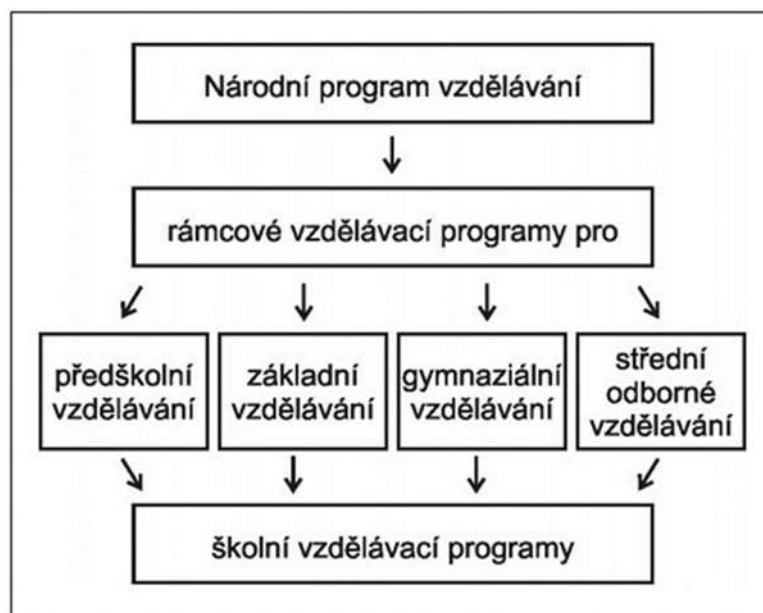 Národní program vzdělávání
rámcové vzdělávací programy pro
předškolní
vzdělávání
základní
vzdělávání
gymnaziální
vzdělávání
střední
odborné
vzdělávání
školní vzdělávací programy